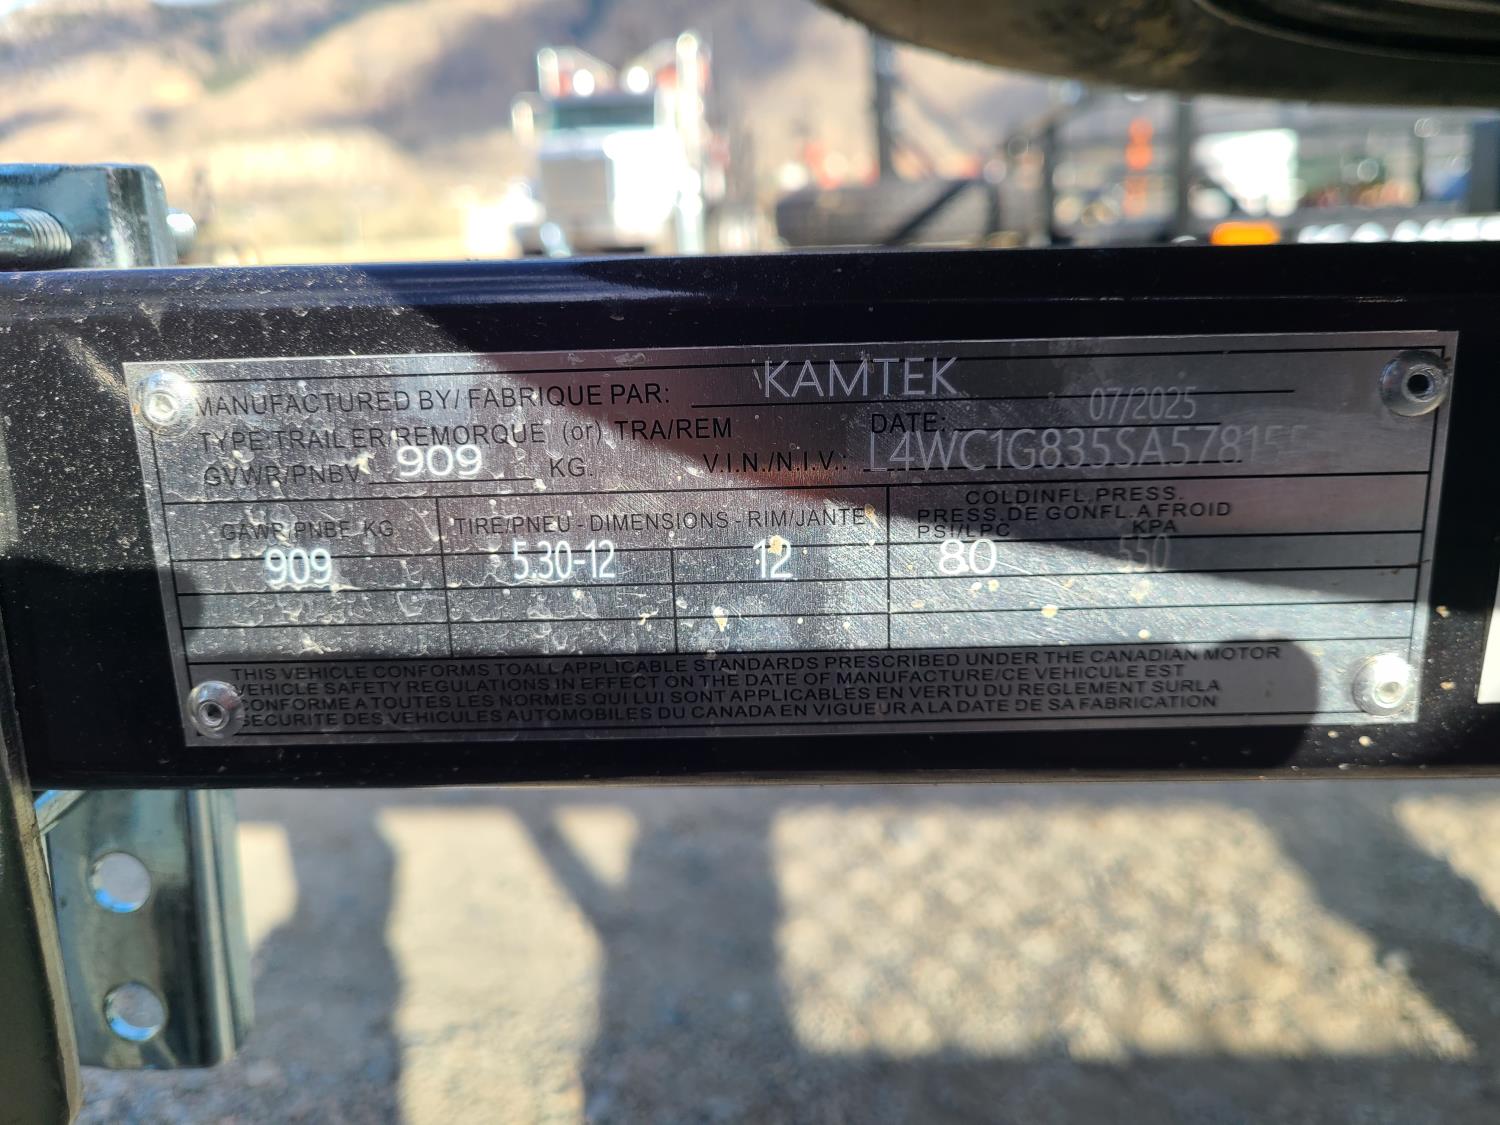 MANUFACTURED BY/ FABRIQUE PAR: KAMTEK
TYPE TRAILER/REMORQUE (or) TRA/REM DATE: 07/2025
GVWR/PNBV 909 KG. V.I.N./N.I.V.: L4WC1G835SA578155
GAWR/PNBE KG TIRE/PNEU - DIMENSIONS - RIM/JANTE COLDINFL.PRESS.
PRESS.DE GONFL.A FROID
PSI/LPC KPA
909 5.30-12 12 80 550
THIS VEHICLE CONFORMS TOALL APPLICABLE STANDARDS PRESCRIBED UNDER THE CANADIAN MOTOR
VEHICLE SAFETY REGULATIONS IN EFFECT ON THE DATE OF MANUFACTURE/CE VEHICULE EST
CONFORME A TOUTES LES NORMES QUI LUI SONT APPLICABLES EN VERTU DU REGLEMENT SURLA
SECURITE DES VEHICULES AUTOMOBILES DU CANADA EN VIGUEUR A LA DATE DE SA FABRICATION